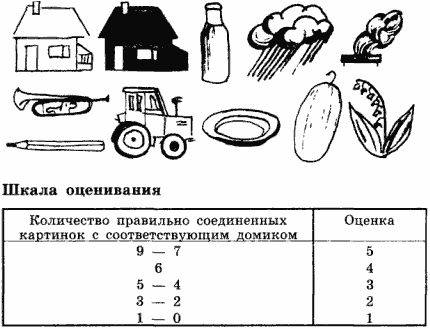 Шкала оценивания
Количество правильно соединенных картинок с соответствующим домиком | Оценка
9 — 7 | 5
6 | 4
5 — 4 | 3
3 — 2 | 2
1 — 0 | 1